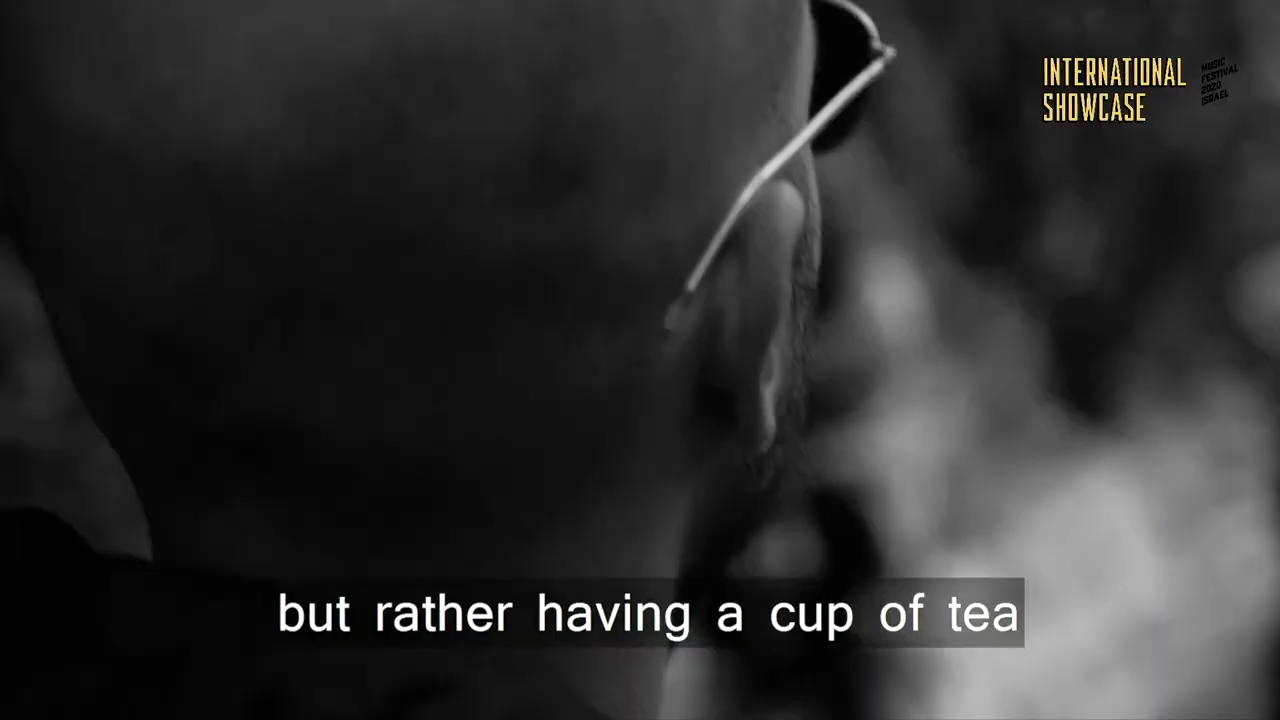 INTERNATIONAL
SHOWCASE
MUSIC
FESTIVAL
2020
ISRAEL
but rather having a cup of tea